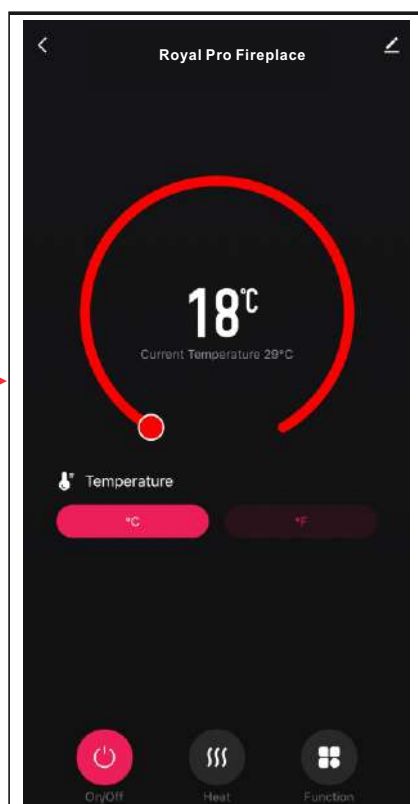 Royal Pro Fireplace
18°C
Current Temperature 29°C
Temperature
°C
°F
On/Off
Heat
Function